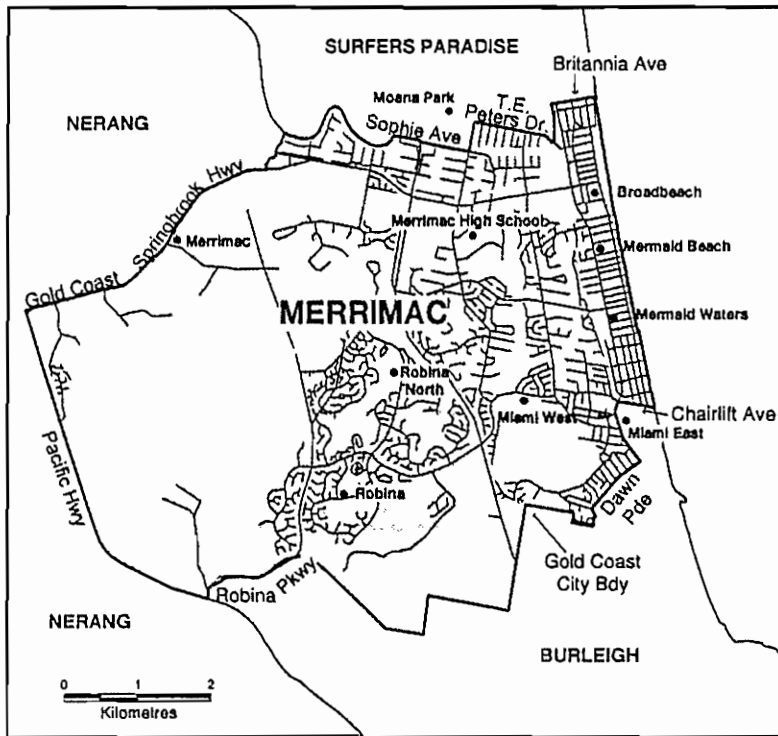 SURFERS PARADISE
Britannia Ave
Moana Park
T.E.
Peters Dr.
NERANG
Sophie Ave
Springbrook Hwy
Broadbeach
Merrimac High School
Merrimac
Mermaid Beach
Gold Coast
MERRIMAC
Mermaid Waters
Robina
North
Miami West
Chairlift Ave
Miami East
Pacific Hwy
Robina
Dawn
Pde
Gold Coast
City Bdy
Robina Pkwy
NERANG
BURLEIGH
0 1 2
Kilometres